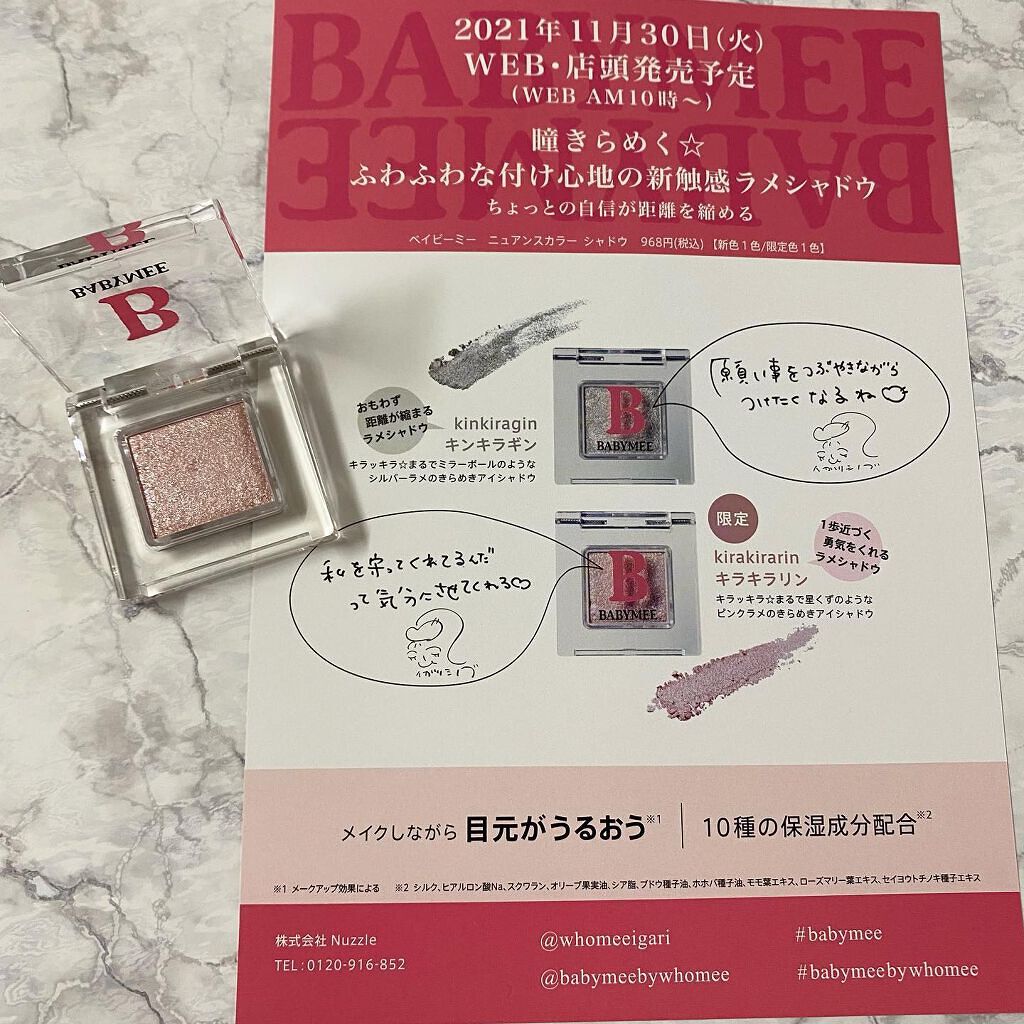 BABYMEE
2021年11月30日(火)
WEB・店頭発売予定
(WEB AM10時～)
BABYMEE
瞳きらめく☆
ふわふわな付け心地の新触感ラメシャドウ
ちょっとの自信が距離を縮める
ベイビーミー ニュアンスカラー シャドウ 968円(税込) 【新色1色/限定色1色】
B
BABYMEE
B
おもわず
距離が縮まる
ラメシャドウ
kinkiragin
キンキラギン
キラッキラ☆まるでミラーボールのような
シルバーラメのきらめきアイシャドウ
B
BABYMEE
願い事をつぶやきながら
つけたくなるね
イガリシノブ
私を守ってくれてるんだ
って気分にさせてくれる
イガリシノブ
B
BABYMEE
限定
kirakirarin
キラキラリン
1歩近づく
勇気をくれる
ラメシャドウ
キラッキラ☆まるで星くずのような
ピンクラメのきらめきアイシャドウ
メイクしながら 目元がうるおう※1
10種の保湿成分配合※2
※1 メークアップ効果による ※2 シルク、ヒアルロン酸Na、スクワラン、オリーブ果実油、シア脂、ブドウ種子油、ホホバ種子油、モモ葉エキス、ローズマリー葉エキス、セイヨウトチノキ種子エキス
株式会社 Nuzzle
TEL:0120-916-852
@whomeeigari
@babymeebywhomee
#babymee
#babymeebywhomee